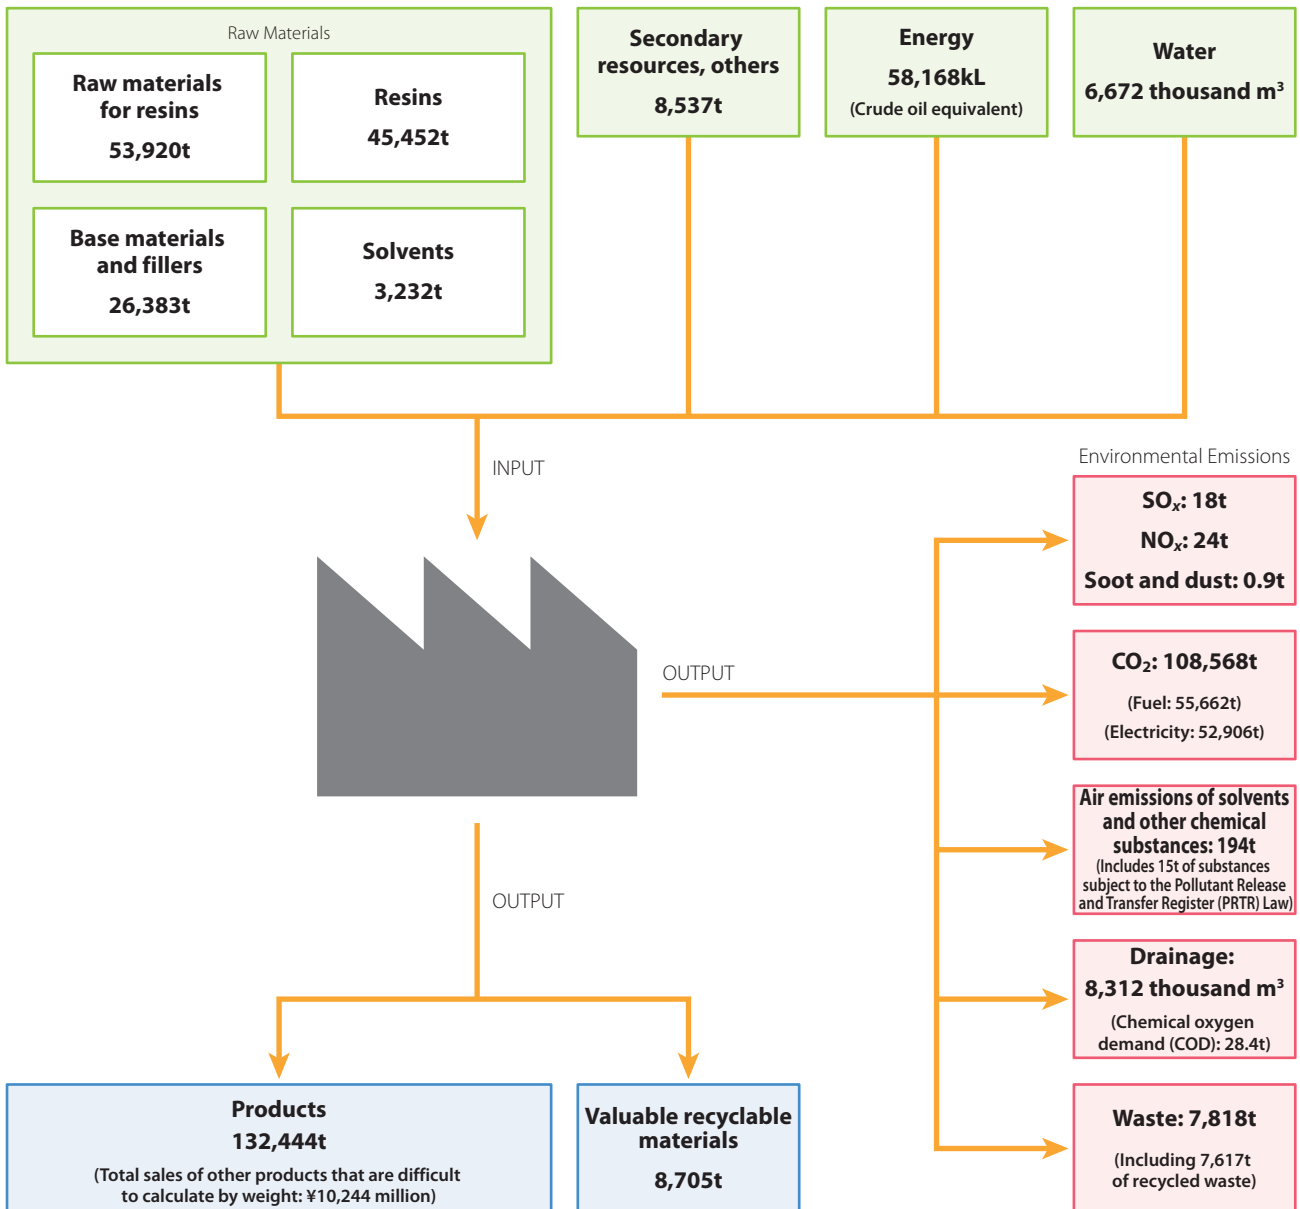 Raw Materials
Raw materials
for resins
53,920t
Resins
45,452t
Base materials
and fillers
26,383t
Solvents
3,232t
Secondary
resources, others
8,537t
Energy
58,168kL
(Crude oil equivalent)
Water
6,672 thousand m³
INPUT
Environmental Emissions
SOₓ: 18t
NOₓ: 24t
Soot and dust: 0.9t
OUTPUT
CO₂: 108,568t
(Fuel: 55,662t)
(Electricity: 52,906t)
Air emissions of solvents
and other chemical
substances: 194t
(Includes 15t of substances
subject to the Pollutant Release
and Transfer Register (PRTR) Law)
OUTPUT
Drainage:
8,312 thousand m³
(Chemical oxygen
demand (COD): 28.4t)
Products
132,444t
(Total sales of other products that are difficult
to calculate by weight: ¥10,244 million)
Valuable recyclable
materials
8,705t
Waste: 7,818t
(Including 7,617t
of recycled waste)